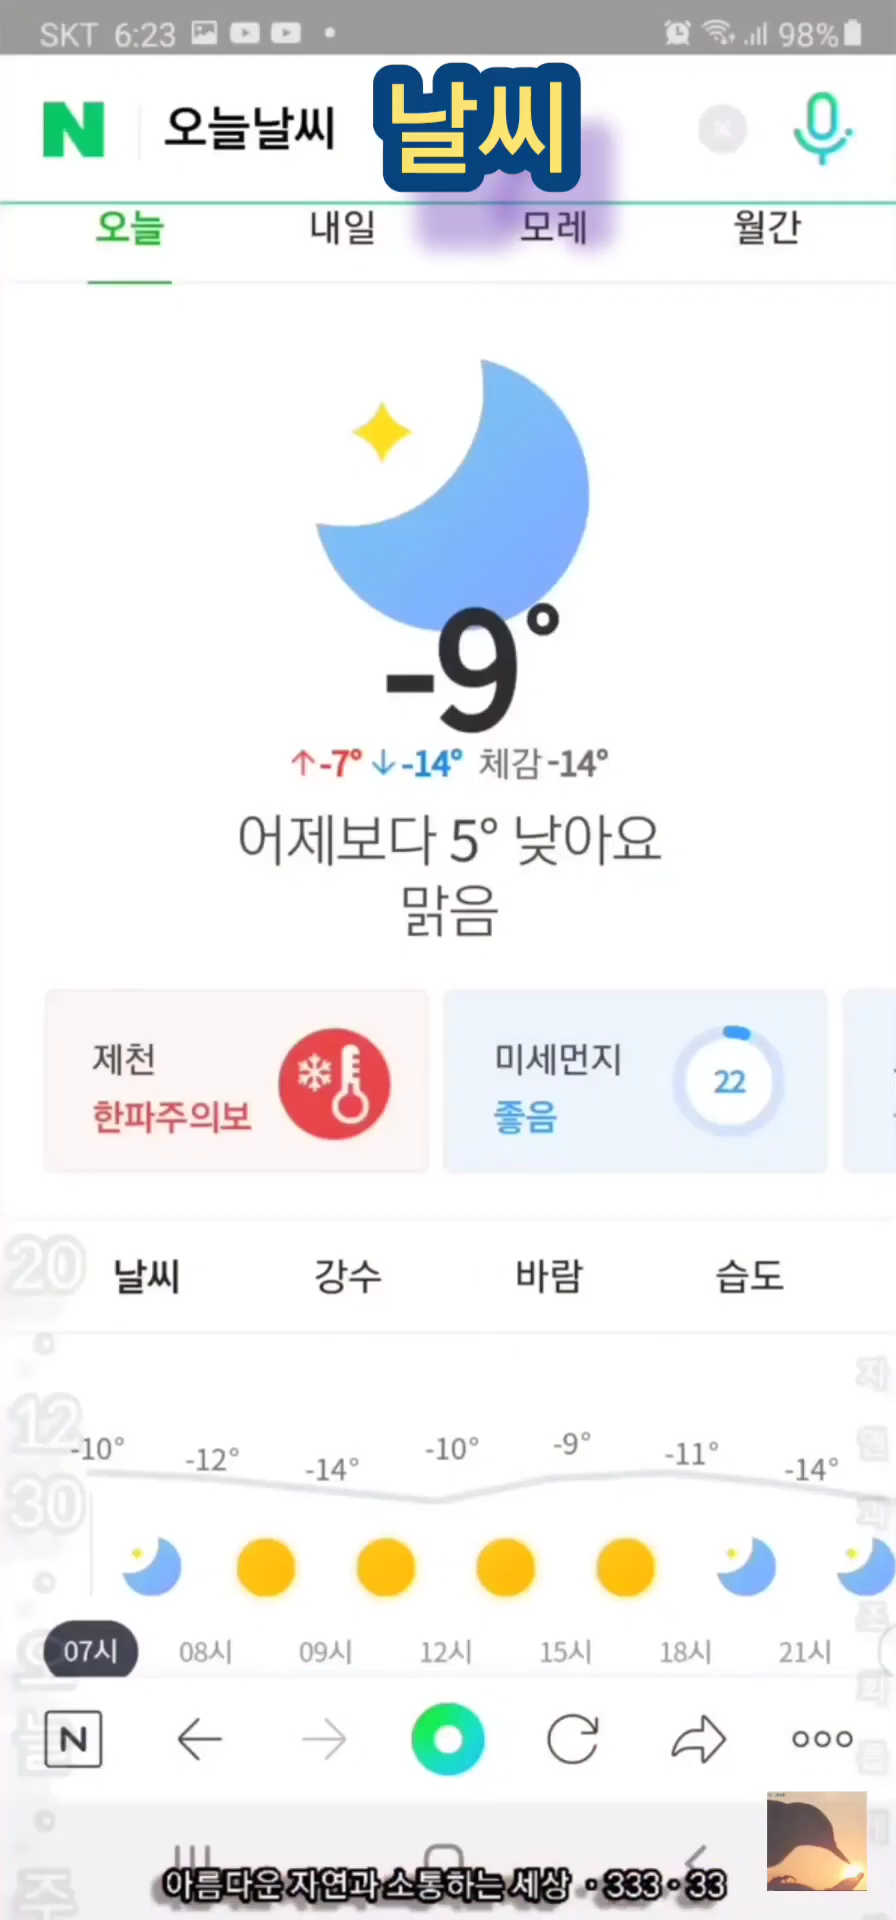 SKT 6:23 98%
N 오늘날씨 날씨
오늘 내일 모레 월간
-9°
↑-7° ↓-14° 체감 -14°
어제보다 5° 낮아요
맑음
제천
한파주의보
미세먼지
좋음
22
20
날씨 강수 바람 습도
12
-10° -12° -14° -10° -9° -11° -14°
30
07시 08시 09시 12시 15시 18시 21시
N
아름다운 자연과 소통하는 세상 · 333 · 33